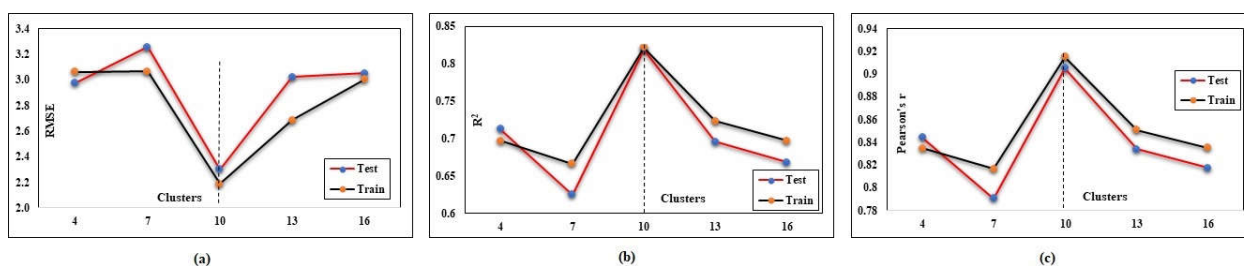 3.4
3.2
3.0
2.8
2.6
2.4
2.2
2.0
RMSE
Clusters
Test
Train
4 7 10 13 16
(a)
0.85
0.8
0.75
0.7
0.65
0.6
R²
Clusters
Test
Train
4 7 10 13 16
(b)
0.94
0.92
0.9
0.88
0.86
0.84
0.82
0.8
0.78
Pearson's r
Clusters
Test
Train
4 7 10 13 16
(c)